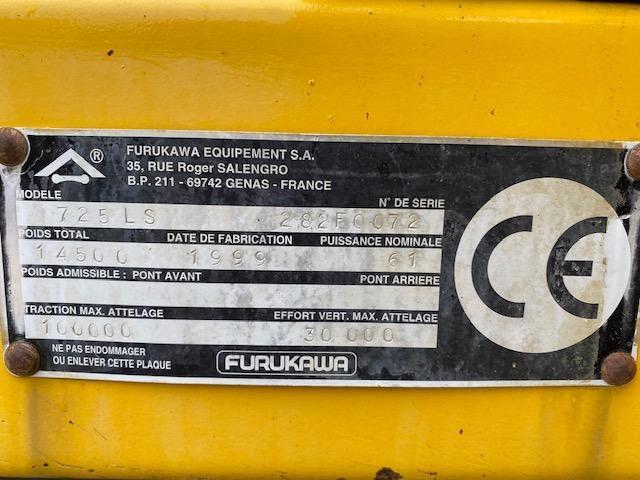 ®
FURUKAWA EQUIPEMENT S.A.
35, RUE Roger SALENGRO
B.P. 211 - 69742 GENAS - FRANCE
MODELE N° DE SERIE
725LS 282F0072
POIDS TOTAL DATE DE FABRICATION PUISSANCE NOMINALE
14500 1999 61
POIDS ADMISSIBLE : PONT AVANT PONT ARRIERE
TRACTION MAX. ATTELAGE EFFORT VERT. MAX. ATTELAGE
100000 30 000
NE PAS ENDOMMAGER
OU ENLEVER CETTE PLAQUE
FURUKAWA
CE